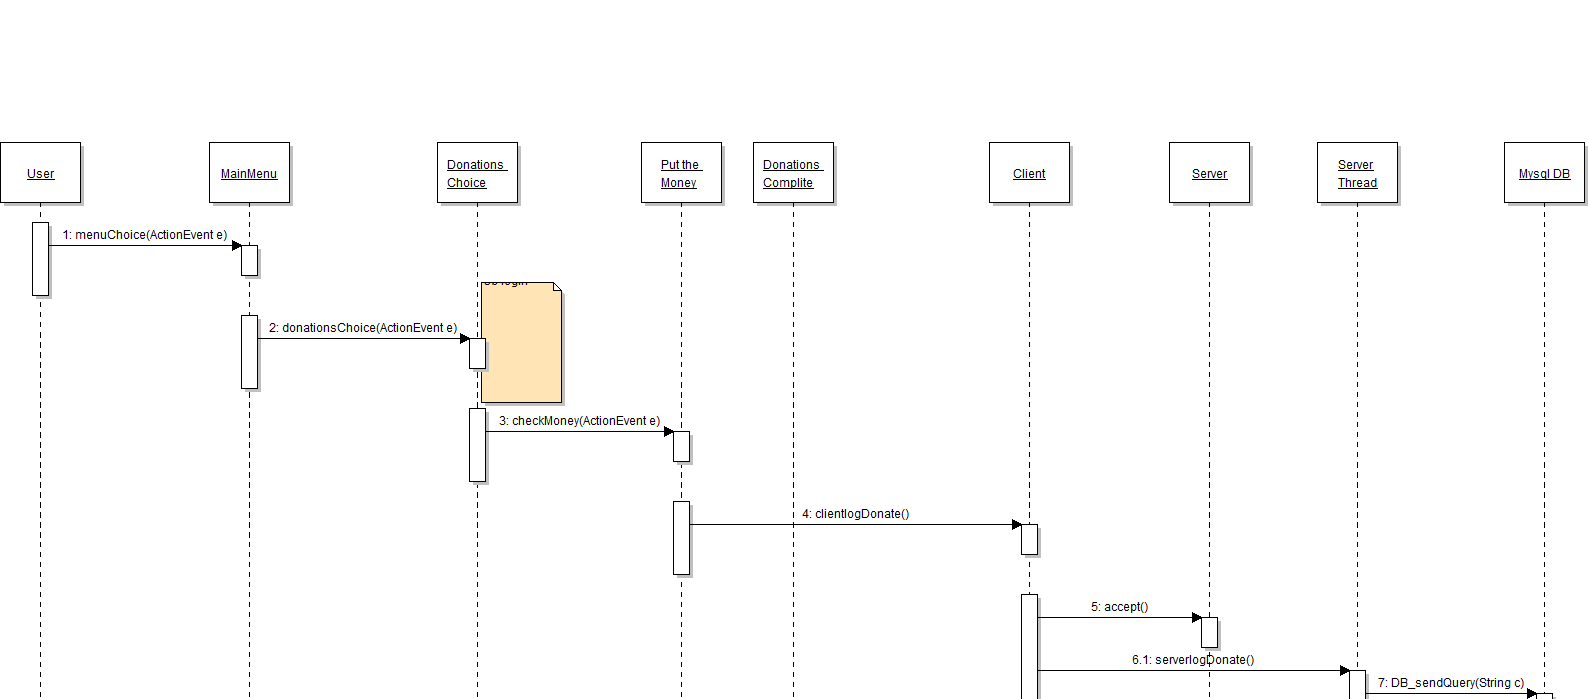 User
MainMenu
Donations
Choice
Put the
Money
Donations
Complite
Client
Server
Server
Thread
Mysql DB
1: menuChoice(ActionEvent e)
2: donationsChoice(ActionEvent e)
3: checkMoney(ActionEvent e)
4: clientlogDonate()
5: accept()
6.1: serverlogDonate()
7: DB_sendQuery(String c)